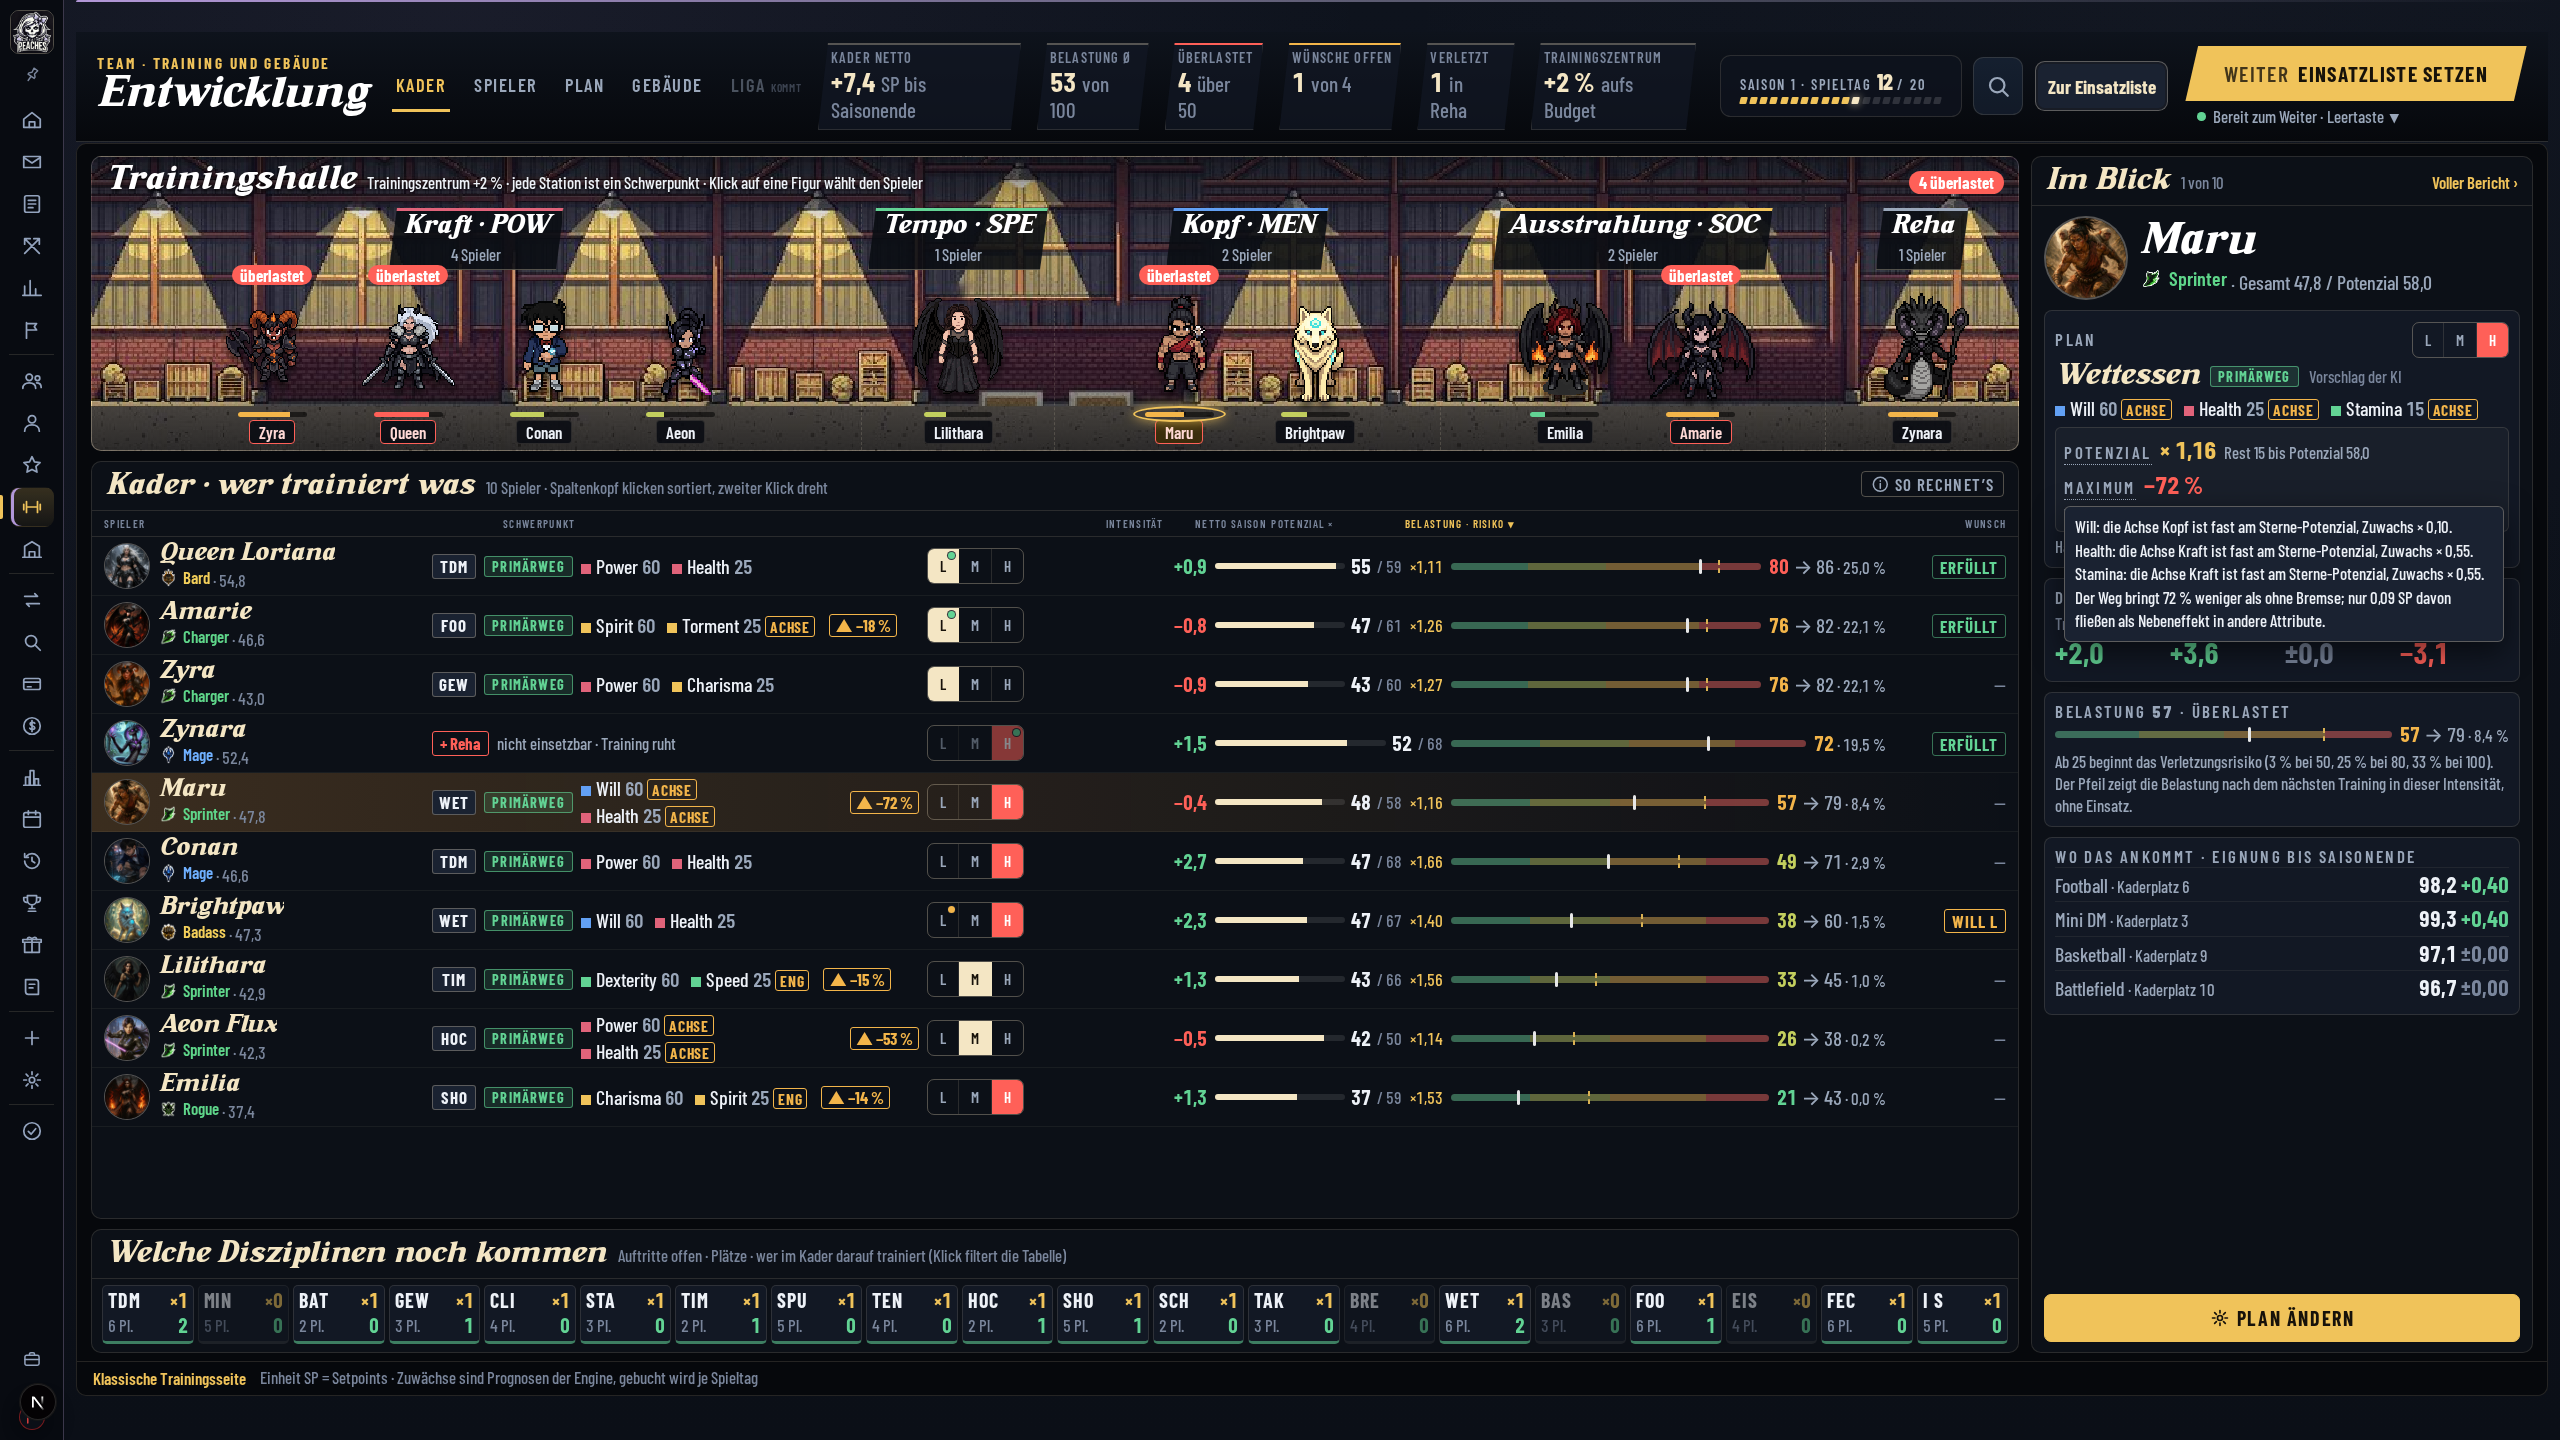 TEAM · TRAINING UND GEBÄUDE
Entwicklung
KADER SPIELER PLAN GEBÄUDE LIGA KOMMT
KADER NETTO
+7,4 SP bis
Saisonende
BELASTUNG Ø
53 von
100
ÜBERLASTET
4 über
50
WÜNSCHE OFFEN
1 von 4
VERLETZT
1 in
Reha
TRAININGSZENTRUM
+2 % aufs
Budget
SAISON 1 · SPIELTAG 12 / 20
Zur Einsatzliste
WEITER EINSATZLISTE SETZEN
Bereit zum Weiter · Leertaste ▼
Trainingshalle Trainingszentrum +2 % · jede Station ist ein Schwerpunkt · Klick auf eine Figur wählt den Spieler
4 überlastet
Kraft · POW
4 Spieler
Tempo · SPE
1 Spieler
Kopf · MEN
2 Spieler
Ausstrahlung · SOC
2 Spieler
Reha
1 Spieler
überlastet überlastet überlastet überlastet
Zyra Queen Conan Aeon Lilithara Maru Brightpaw Emilia Amarie Zynara
Kader · wer trainiert was 10 Spieler · Spaltenkopf klicken sortiert, zweiter Klick dreht
SO RECHNET'S
SPIELER SCHWERPUNKT INTENSITÄT NETTO SAISON POTENZIAL × BELASTUNG · RISIKO ▼ WUNSCH
Queen Loriana
Bard · 54,8
TDM PRIMÄRWEG Power 60 Health 25 L M H +0,9 55 / 59 ×1,11 80 → 86 · 25,0 % ERFÜLLT
Amarie
Charger · 46,6
FOO PRIMÄRWEG Spirit 60 Torment 25 ACHSE ▲ −18 % L M H −0,8 47 / 61 ×1,26 76 → 82 · 22,1 % ERFÜLLT
Zyra
Charger · 43,0
GEW PRIMÄRWEG Power 60 Charisma 25 L M H −0,9 43 / 60 ×1,27 76 → 82 · 22,1 % –
Zynara
Mage · 52,4
+ Reha nicht einsetzbar · Training ruht L M H +1,5 52 / 68 72 · 19,5 % ERFÜLLT
Maru
Sprinter · 47,8
WET PRIMÄRWEG Will 60 ACHSE
Health 25 ACHSE
▲ −72 % L M H −0,4 48 / 58 ×1,16 57 → 79 · 8,4 % –
Conan
Mage · 46,6
TDM PRIMÄRWEG Power 60 Health 25 L M H +2,7 47 / 68 ×1,66 49 → 71 · 2,9 % –
Brightpaw
Badass · 47,3
WET PRIMÄRWEG Will 60 Health 25 L M H +2,3 47 / 67 ×1,40 38 → 60 · 1,5 % WILL L
Lilithara
Sprinter · 42,9
TIM PRIMÄRWEG Dexterity 60 Speed 25 ENG ▲ −15 % L M H +1,3 43 / 66 ×1,56 33 → 45 · 1,0 % –
Aeon Flux
Sprinter · 42,3
HOC PRIMÄRWEG Power 60 ACHSE
Health 25 ACHSE
▲ −53 % L M H −0,5 42 / 50 ×1,14 26 → 38 · 0,2 % –
Emilia
Rogue · 37,4
SHO PRIMÄRWEG Charisma 60 Spirit 25 ENG ▲ −14 % L M H +1,3 37 / 59 ×1,53 21 → 43 · 0,0 % –
Welche Disziplinen noch kommen Auftritte offen · Plätze · wer im Kader darauf trainiert (Klick filtert die Tabelle)
TDM ×1 MIN ×0 BAT ×1 GEW ×1 CLI ×1 STA ×1 TIM ×1 SPU ×1 TEN ×1 HOC ×1 SHO ×1 SCH ×1 TAK ×1 BRE ×0 WET ×1 BAS ×0 FOO ×1 EIS ×0 FEC ×1 I S ×1
6 Pl. 2 5 Pl. 0 2 Pl. 0 3 Pl. 1 4 Pl. 0 3 Pl. 0 2 Pl. 1 5 Pl. 0 4 Pl. 0 2 Pl. 1 5 Pl. 1 2 Pl. 0 3 Pl. 0 4 Pl. 0 6 Pl. 2 3 Pl. 0 6 Pl. 1 4 Pl. 0 6 Pl. 0 5 Pl. 0
Klassische Trainingsseite Einheit SP = Setpoints · Zuwächse sind Prognosen der Engine, gebucht wird je Spieltag
Im Blick 1 von 10
Voller Bericht ›
Maru
Sprinter · Gesamt 47,8 / Potenzial 58,0
PLAN
L M H
Wettessen PRIMÄRWEG Vorschlag der KI
Will 60 ACHSE Health 25 ACHSE Stamina 15 ACHSE
POTENZIAL × 1,16 Rest 15 bis Potenzial 58,0
MAXIMUM −72 %
Will: die Achse Kopf ist fast am Sterne-Potenzial, Zuwachs × 0,10.
Health: die Achse Kraft ist fast am Sterne-Potenzial, Zuwachs × 0,55.
Stamina: die Achse Kraft ist fast am Sterne-Potenzial, Zuwachs × 0,55.
Der Weg bringt 72 % weniger als ohne Bremse; nur 0,09 SP davon
fließen als Nebeneffekt in andere Attribute.
+2,0 +3,6 ±0,0 −3,1
BELASTUNG 57 · ÜBERLASTET
57 → 79 · 8,4 %
Ab 25 beginnt das Verletzungsrisiko (3 % bei 50, 25 % bei 80, 33 % bei 100).
Der Pfeil zeigt die Belastung nach dem nächsten Training in dieser Intensität,
ohne Einsatz.
WO DAS ANKOMMT · EIGNUNG BIS SAISONENDE
Football · Kaderplatz 6 98,2 +0,40
Mini DM · Kaderplatz 3 99,3 +0,40
Basketball · Kaderplatz 9 97,1 ±0,00
Battlefield · Kaderplatz 10 96,7 ±0,00
PLAN ÄNDERN
N